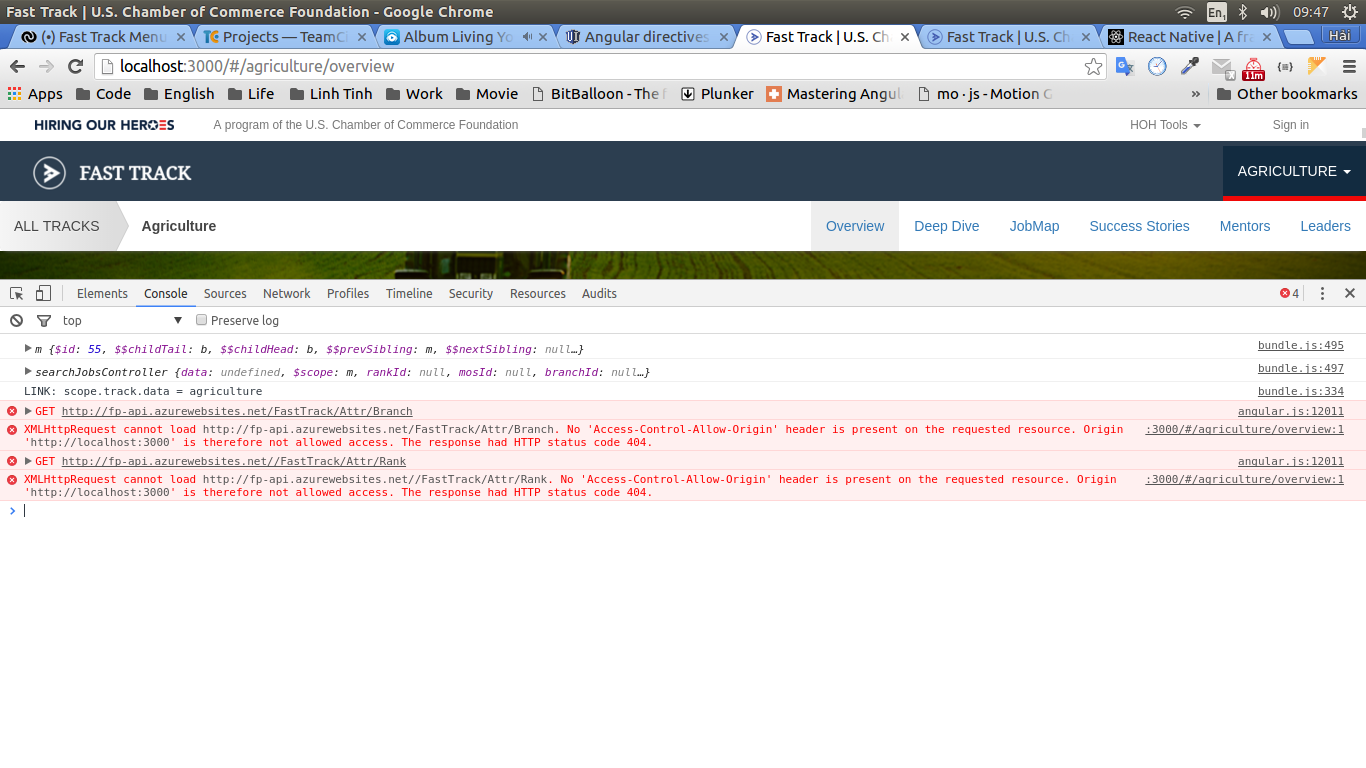 Fast Track | U.S. Chamber of Commerce Foundation - Google Chrome
En1
09:47
(•) Fast Track Menu
Projects — TeamCi
Album Living Yo
Angular directives
Fast Track | U.S. Ch
Fast Track | U.S. Cha
React Native | A fra
Hải
localhost:3000/#/agriculture/overview
11m
Apps
Code
English
Life
Linh Tinh
Work
Movie
BitBalloon - The f
Plunker
Mastering Angul
mo · js - Motion G
»
Other bookmarks
HIRING OUR HEROES
A program of the U.S. Chamber of Commerce Foundation
HOH Tools
Sign in
FAST TRACK
AGRICULTURE
ALL TRACKS
Agriculture
Overview
Deep Dive
JobMap
Success Stories
Mentors
Leaders
Elements
Console
Sources
Network
Profiles
Timeline
Security
Resources
Audits
4
top
Preserve log
m {$id: 55, $$childTail: b, $$childHead: b, $$prevSibling: m, $$nextSibling: null…}
bundle.js:495
searchJobsController {data: undefined, $scope: m, rankId: null, mosId: null, branchId: null…}
bundle.js:497
LINK: scope.track.data = agriculture
bundle.js:334
GET http://fp-api.azurewebsites.net/FastTrack/Attr/Branch
angular.js:12011
XMLHttpRequest cannot load http://fp-api.azurewebsites.net/FastTrack/Attr/Branch. No 'Access-Control-Allow-Origin' header is present on the requested resource. Origin
:3000/#/agriculture/overview:1
'http://localhost:3000' is therefore not allowed access. The response had HTTP status code 404.
GET http://fp-api.azurewebsites.net//FastTrack/Attr/Rank
angular.js:12011
XMLHttpRequest cannot load http://fp-api.azurewebsites.net//FastTrack/Attr/Rank. No 'Access-Control-Allow-Origin' header is present on the requested resource. Origin
:3000/#/agriculture/overview:1
'http://localhost:3000' is therefore not allowed access. The response had HTTP status code 404.